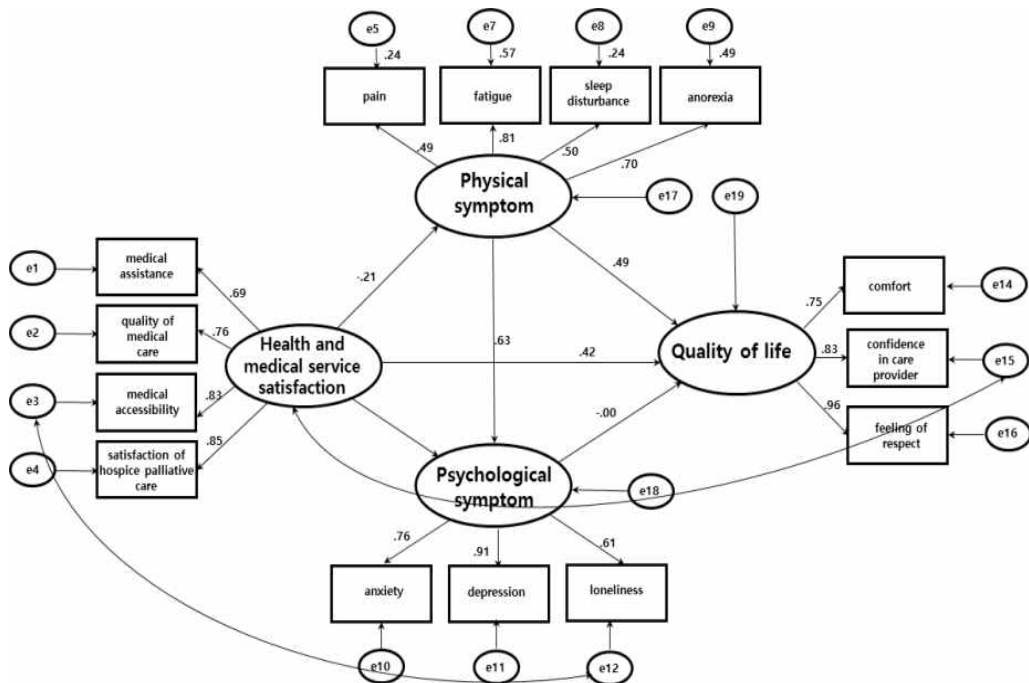 e5
e7
e8
e9
.24
.57
.24
.49
pain
fatigue
sleep
disturbance
anorexia
.49
.81
.50
.70
Physical
symptom
e17
e19
e1
medical
assistance
-.21
.49
.69
e2
quality of
medical
care
.76
Health and
medical service
satisfaction
.63
.42
Quality of life
.75
comfort
e14
.83
confidence
in care
provider
e15
e3
medical
accessibility
.83
-.00
.96
feeling of
respect
e16
e4
satisfaction of
hospice palliative
care
.85
Psychological
symptom
e18
.76
.91
.61
anxiety
depression
loneliness
e10
e11
e12